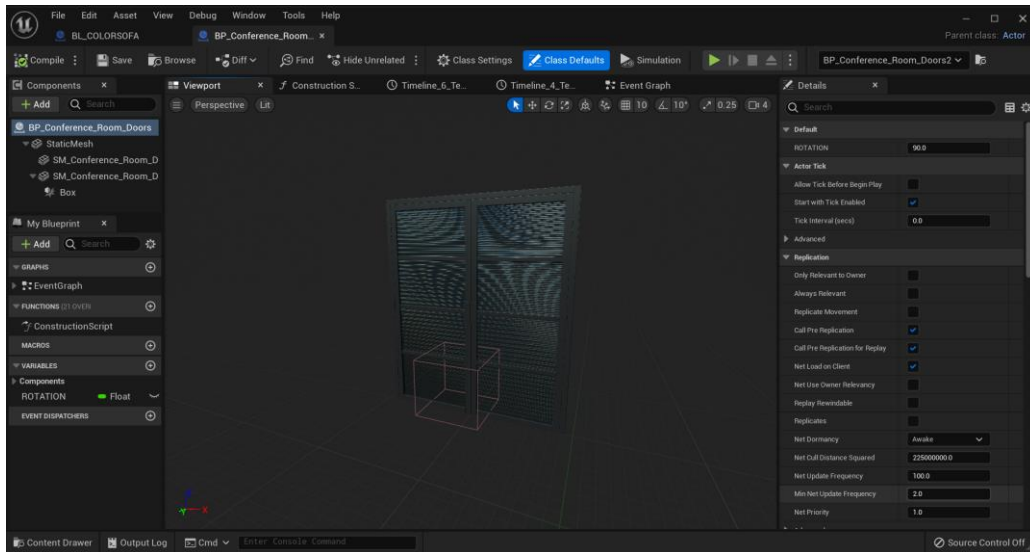 File Edit Asset View Debug Window Tools Help
BL_COLORSOFA
BP_Conference_Room...
Parent class: Actor
Compile Save Browse Diff Find Hide Unrelated Class Settings Class Defaults Simulation BP_Conference_Room_Doors2
Components
+ Add Search
BP_Conference_Room_Doors
StaticMesh
SM_Conference_Room_D
SM_Conference_Room_D
Box
My Blueprint
+ Add Search
GRAPHS
EventGraph
FUNCTIONS (21 OVERR
ConstructionScript
MACROS
VARIABLES
Components
ROTATION Float
EVENT DISPATCHERS
Viewport Construction S... Timeline_6_Te... Timeline_4_Te... Event Graph
Perspective Lit 10 10° 0.25 4
Details
Search
Default
ROTATION 90.0
Actor Tick
Allow Tick Before Begin Play
Start with Tick Enabled
Tick Interval (secs) 0.0
Advanced
Replication
Only Relevant to Owner
Always Relevant
Replicate Movement
Call Pre Replication
Call Pre Replication for Replay
Net Load on Client
Net Use Owner Relevancy
Replay Rewindable
Replicates
Net Dormancy Awake
Net Cull Distance Squared 225000000.0
Net Update Frequency 100.0
Min Net Update Frequency 2.0
Net Priority 1.0
Content Drawer Output Log Cmd Enter Console Command Source Control Off